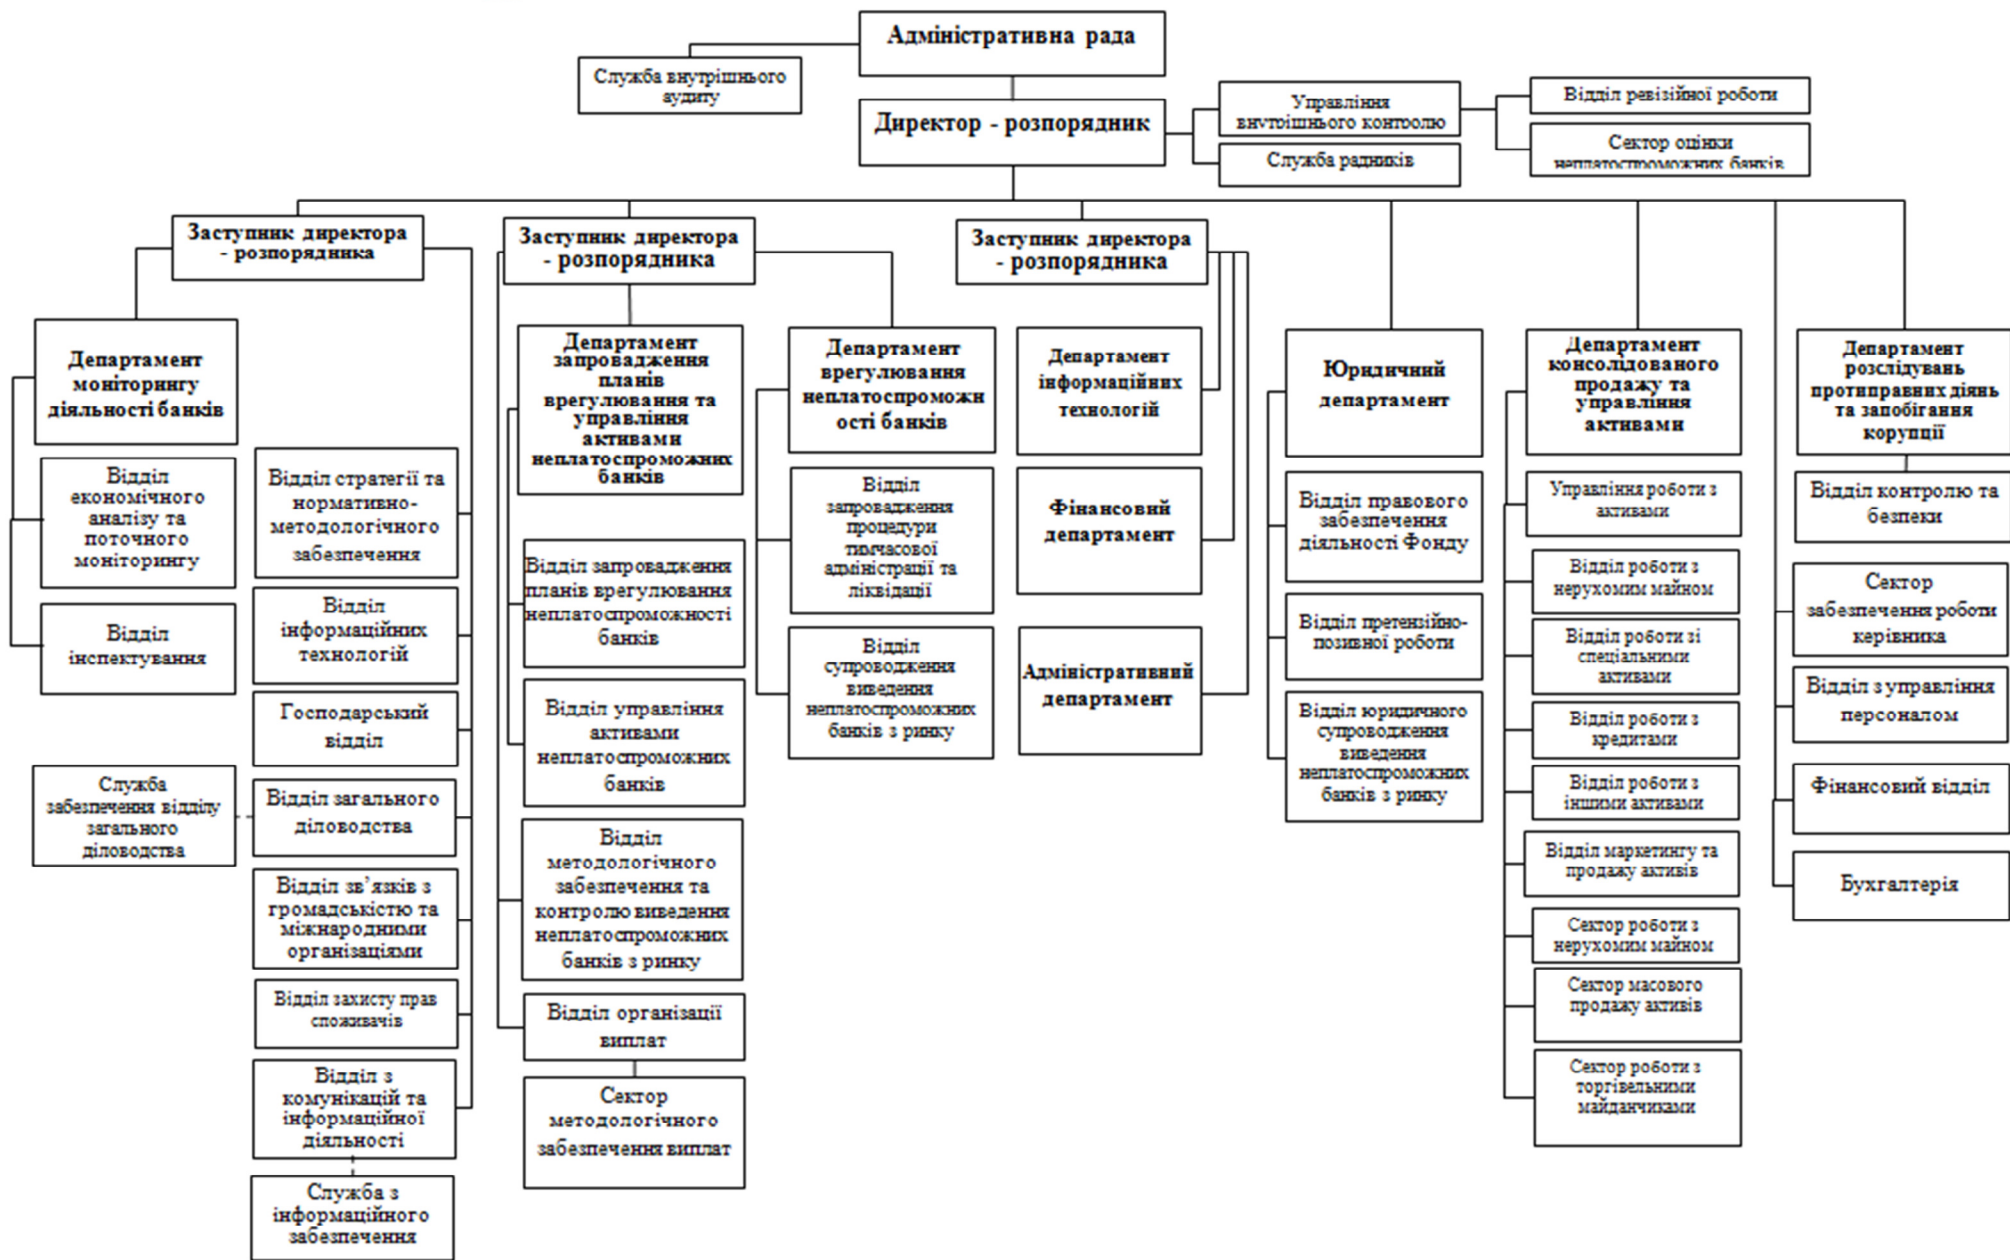 Адміністративна рада
Служба внутрішнього
аудиту
Директор - розпорядник
Управління
внутрішнього контролю
Відділ ревізійної роботи
Сектор оцінки
неплатоспроможних банків
Служба радників
Заступник директора
- розпорядника
Заступник директора
- розпорядника
Заступник директора
- розпорядника
Департамент
моніторингу
діяльності банків
Відділ
економічного
аналізу та
поточного
моніторингу
Відділ
інспектування
Відділ стратегії та
нормативно-
методологічного
забезпечення
Відділ
інформаційних
технологій
Господарський
відділ
Служба
забезпечення відділу
загального
діловодства
Відділ загального
діловодства
Відділ зв’язків з
громадськістю та
міжнародними
організаціями
Відділ захисту прав
споживачів
Відділ з
комунікацій та
інформаційної
діяльності
Служба з
інформаційного
забезпечення
Департамент
запровадження
планів
врегулювання та
управління
активами
неплатоспроможних
банків
Відділ запровадження
планів врегулювання
неплатоспроможності
банків
Відділ управління
активами
неплатоспроможних
банків
Відділ
методологічного
забезпечення та
контролю виведення
неплатоспроможних
банків з ринку
Відділ організації
виплат
Сектор
методологічного
забезпечення виплат
Департамент
врегулювання
неплатоспроможн
ості банків
Відділ
запровадження
процедури
тимчасової
адміністрації та
ліквідації
Відділ
супроводження
виведення
неплатоспроможних
банків з ринку
Департамент
інформаційних
технологій
Фінансовий
департамент
Адміністративний
департамент
Юридичний
департамент
Відділ правового
забезпечення
діяльності Фонду
Відділ претензійно-
позивної роботи
Відділ юридичного
супроводження
виведення
неплатоспроможних
банків з ринку
Департамент
консолідованого
продажу та
управління
активами
Управління роботи з
активами
Відділ роботи з
нерухомим майном
Відділ роботи зі
спеціальними
активами
Відділ роботи з
кредитами
Відділ роботи з
іншими активами
Відділ маркетингу та
продажу активів
Сектор роботи з
нерухомим майном
Сектор масового
продажу активів
Сектор роботи з
торгівельними
майданчиками
Департамент
розслідувань
протиправних діянь
та запобігання
корупції
Відділ контролю та
безпеки
Сектор
забезпечення роботи
керівника
Відділ з управління
персоналом
Фінансовий відділ
Бухгалтерія